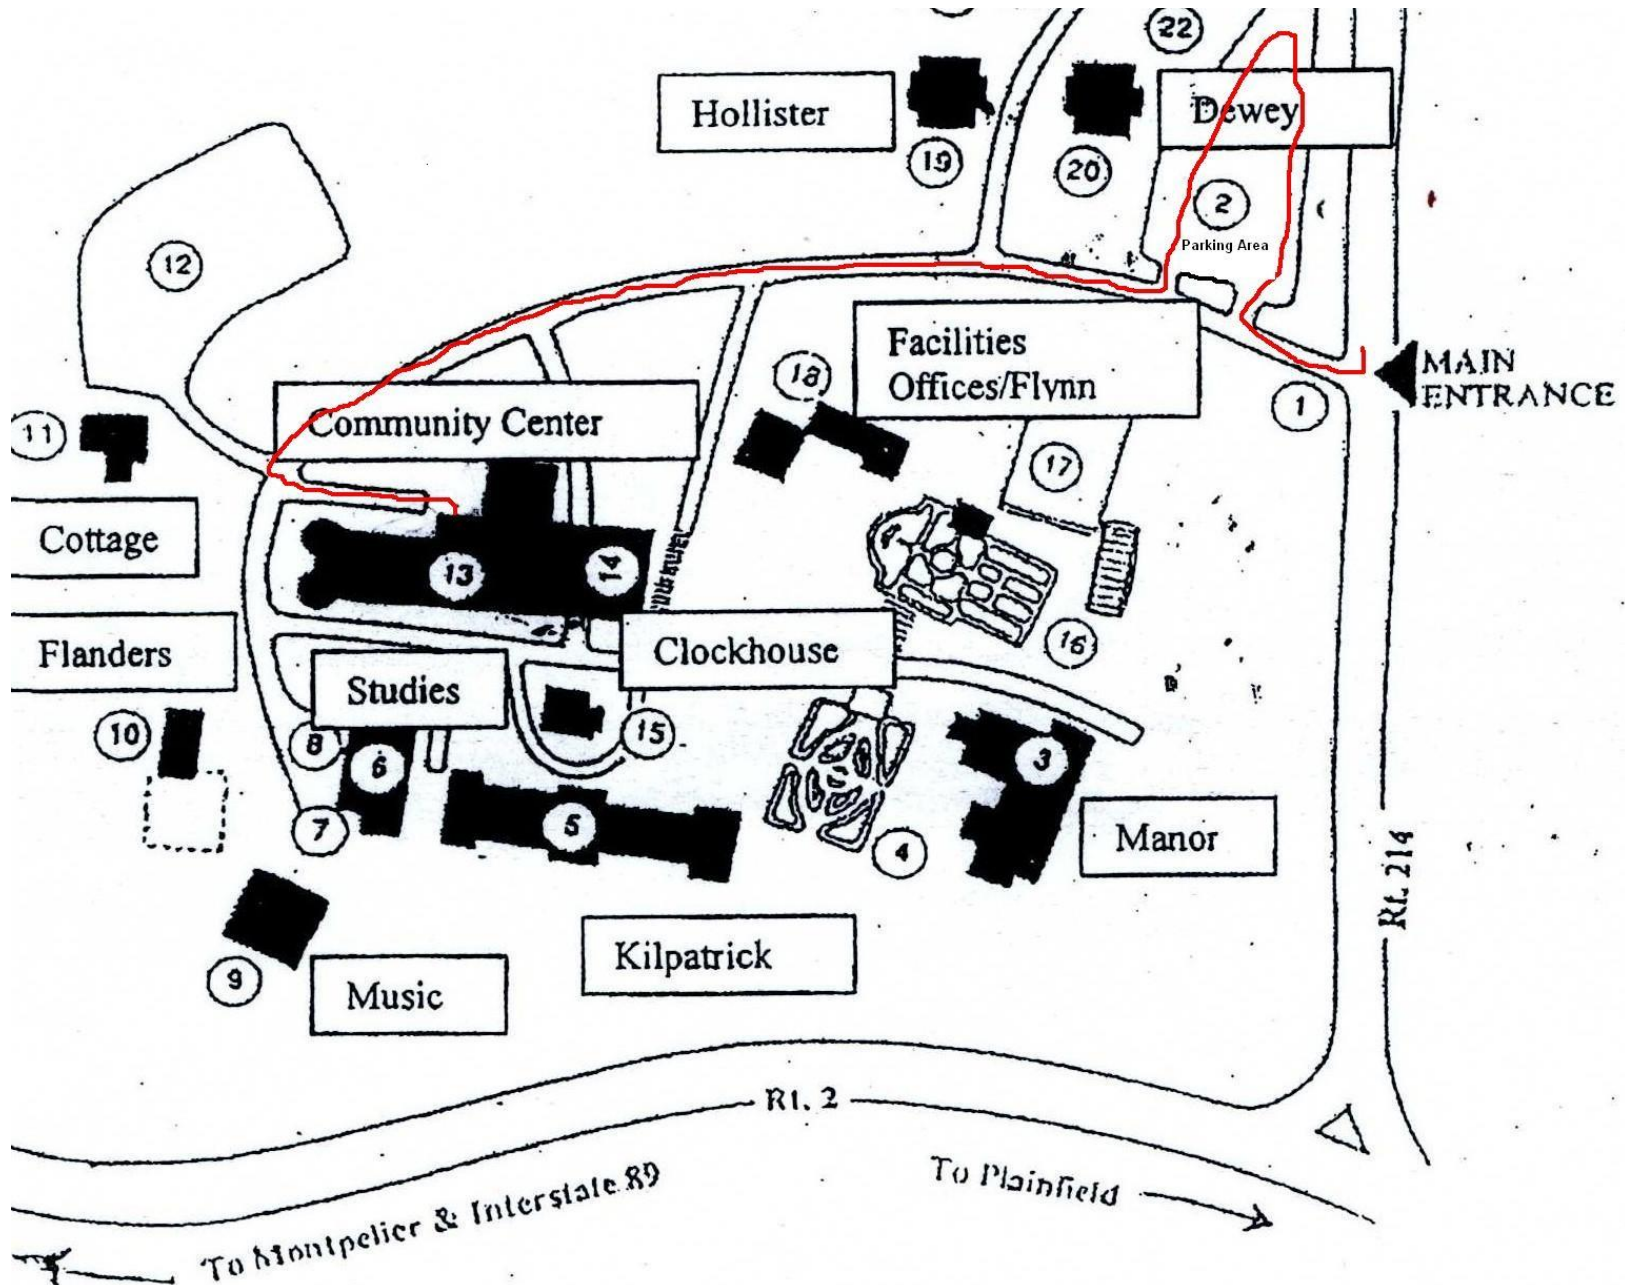 22
Hollister
Dewey
19
20
2
Parking Area
12
Facilities
Offices/Flynn
MAIN
ENTRANCE
18
1
Community Center
11
17
Cottage
13
14
Clockhouse
16
Flanders
Studies
10
8
6
15
3
7
5
4
Manor
Rt. 214
9
Music
Kilpatrick
Rt. 2
To Montpelier & Interstate 89
To Plainfield